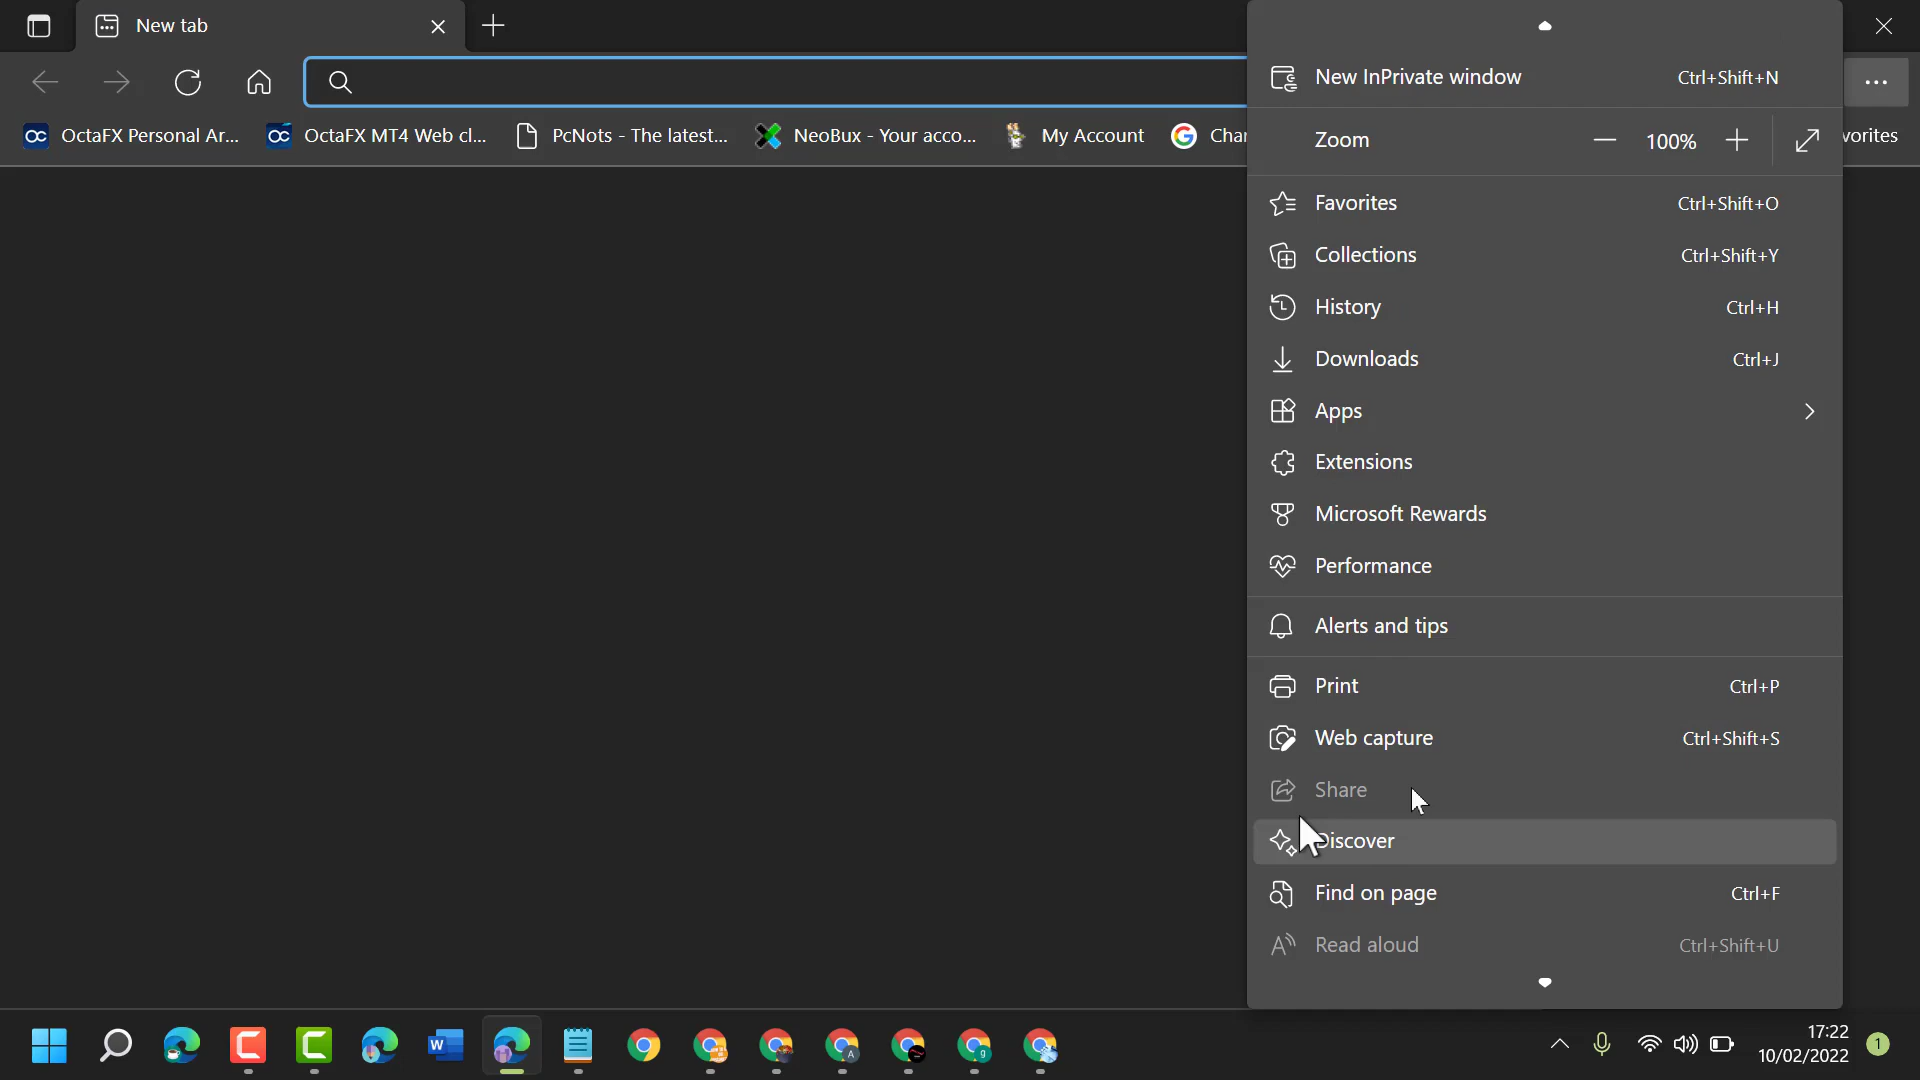 New tab
OctaFX Personal Ar...
OctaFX MT4 Web cl...
PcNots - The latest...
NeoBux - Your acco...
My Account
Char
vorites
New InPrivate window Ctrl+Shift+N
Zoom 100%
Favorites Ctrl+Shift+O
Collections Ctrl+Shift+Y
History Ctrl+H
Downloads Ctrl+J
Apps
Extensions
Microsoft Rewards
Performance
Alerts and tips
Print Ctrl+P
Web capture Ctrl+Shift+S
Share
Discover
Find on page Ctrl+F
Read aloud Ctrl+Shift+U
17:22
10/02/2022
1